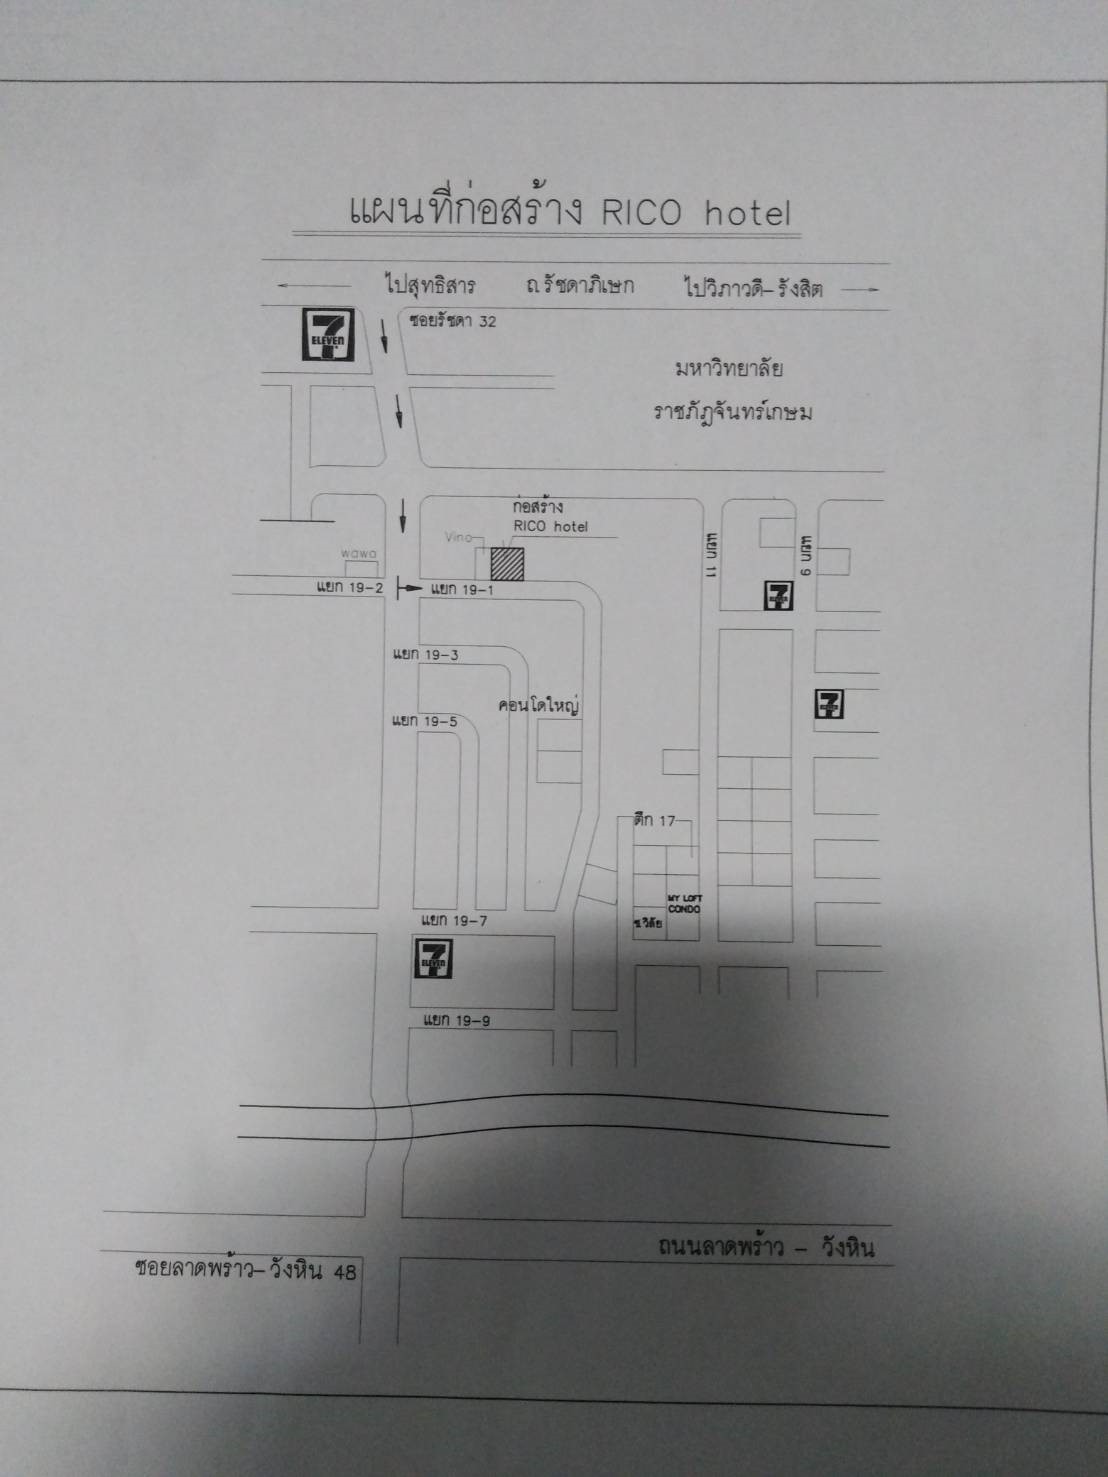 แผนที่ก่อสร้าง RICO hotel
ไปสุทธิสาร ถ.รัชดาภิเษก ไปวิภาวดี-รังสิต
7 ELEVEN
ซอยรัชดา 32
มหาวิทยาลัย
ราชภัฏจันทร์เกษม
ก่อสร้าง
RICO hotel
Vino
wawa
แยก 11
แยก 9
แยก 19-2
แยก 19-1
7 ELEVEN
แยก 19-3
7 ELEVEN
คอนโดใหญ่
แยก 19-5
ตึก 17
MY LOFT
CONDO
ช.วิลัย
แยก 19-7
7 ELEVEN
แยก 19-9
ถนนลาดพร้าว - วังหิน
ซอยลาดพร้าว-วังหิน 48